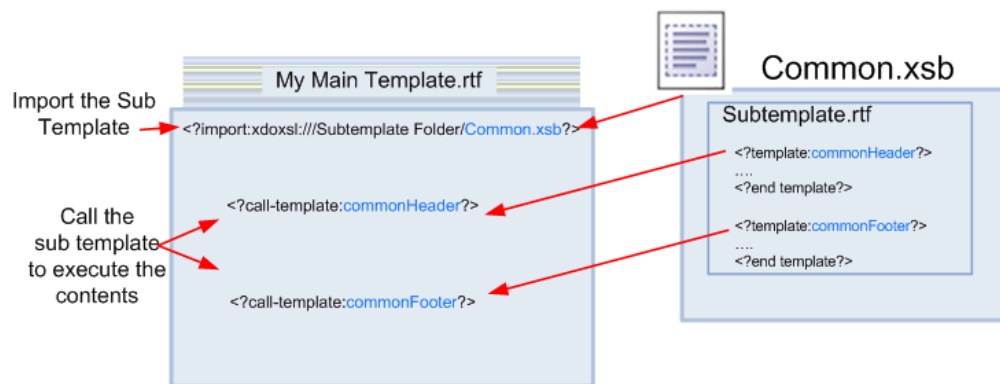 My Main Template.rtf
Import the Sub
Template
<?import:xdoxsl:///Subtemplate Folder/Common.xsb?>
<?call-template:commonHeader?>
Call the
sub template
to execute the
contents
<?call-template:commonFooter?>
Common.xsb
Subtemplate.rtf
<?template:commonHeader?>
....
<?end template?>
<?template:commonFooter?>
....
<?end template?>